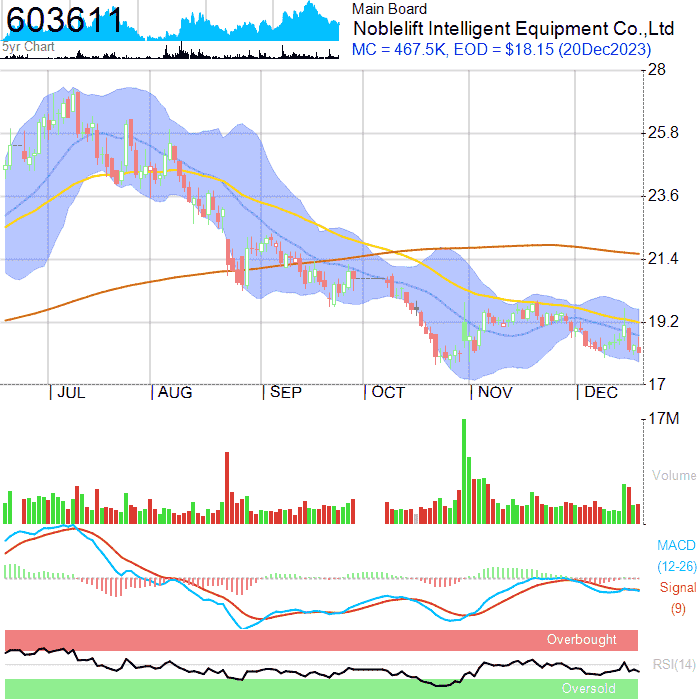 603611
Main Board
Noblelift Intelligent Equipment Co.,Ltd
5yr Chart
MC = 467.5K, EOD = $18.15 (20Dec2023)
28
25.8
23.6
21.4
19.2
17
JUL
AUG
SEP
OCT
NOV
DEC
17M
Volume
MACD
(12-26)
Signal
(9)
Overbought
RSI(14)
Oversold